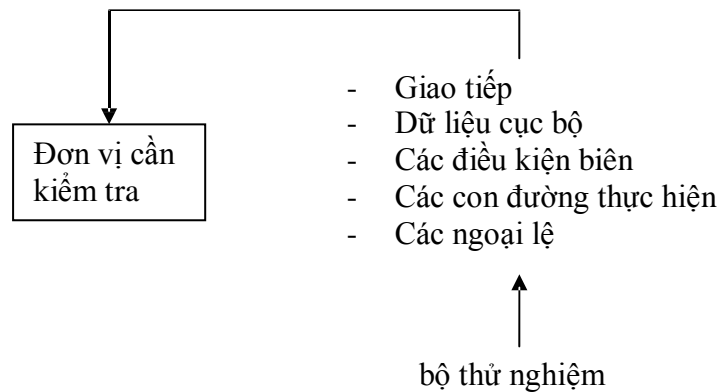 Đơn vị cần
kiểm tra
- Giao tiếp
- Dữ liệu cục bộ
- Các điều kiện biên
- Các con đường thực hiện
- Các ngoại lệ
bộ thử nghiệm